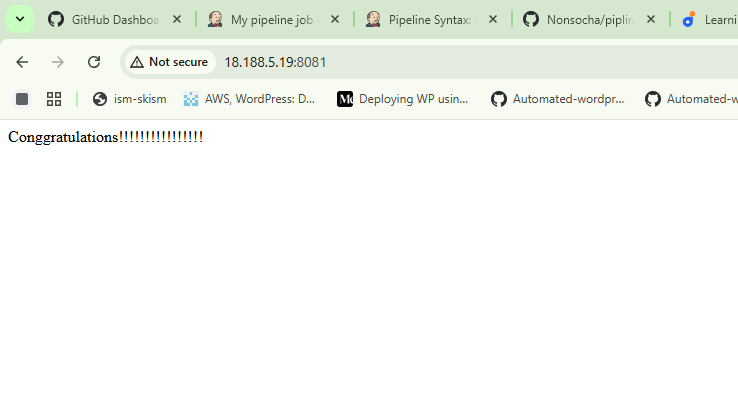 GitHub Dashboa
My pipeline job
Pipeline Syntax:
Nonsocha/piplin
Learni
Not secure
18.188.5.19:8081
ism-skism
AWS, WordPress: D...
Deploying WP usin...
Automated-wordpr...
Automated-w
Conggratulations!!!!!!!!!!!!!!!!